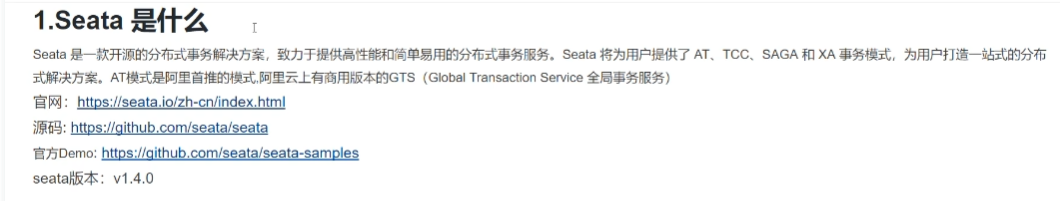 1.Seata 是什么
Seata 是一款开源的分布式事务解决方案，致力于提供高性能和简单易用的分布式事务服务。Seata 将为用户提供了 AT、TCC、SAGA 和 XA 事务模式，为用户打造一站式的分布
式解决方案。AT模式是阿里首推的模式,阿里云上有商用版本的GTS（Global Transaction Service 全局事务服务）
官网：https://seata.io/zh-cn/index.html
源码: https://github.com/seata/seata
官方Demo: https://github.com/seata/seata-samples
seata版本：v1.4.0